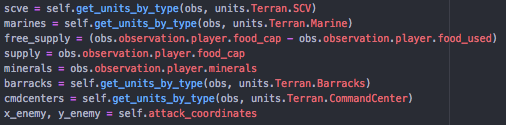 scve = self.get_units_by_type(obs, units.Terran.SCV)
marines = self.get_units_by_type(obs, units.Terran.Marine)
free_supply = (obs.observation.player.food_cap - obs.observation.player.food_used)
supply = obs.observation.player.food_cap
minerals = obs.observation.player.minerals
barracks = self.get_units_by_type(obs, units.Terran.Barracks)
cmdcenters = self.get_units_by_type(obs, units.Terran.CommandCenter)
x_enemy, y_enemy = self.attack_coordinates